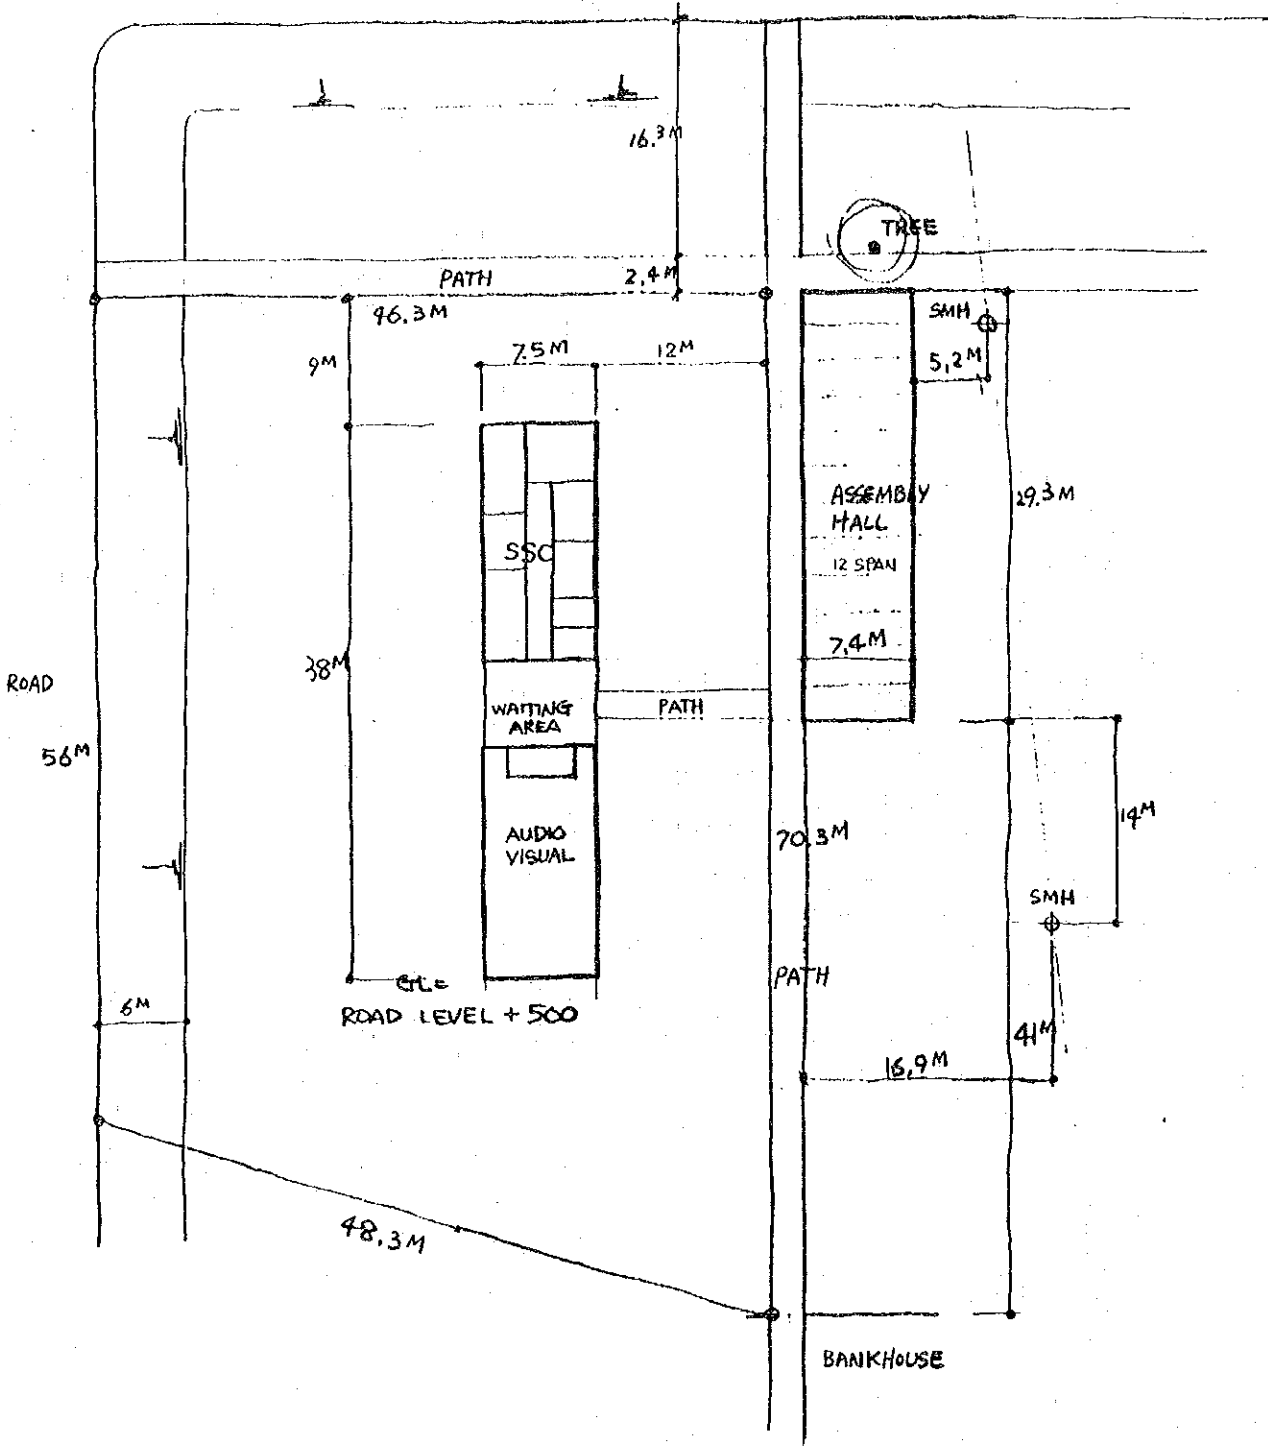 16.3M
TREE
PATH
2.4M
46.3M
SMH
7.5M
12M
9M
5,2M
ASSEMBLY
HALL
29.3M
SSC
12 SPAN
7,4M
38M
ROAD
WAITING
AREA
PATH
56M
14M
AUDIO
VISUAL
70.3M
SMH
PATH
GL =
ROAD LEVEL + 500
6M
41M
16,9M
48.3M
BANKHOUSE